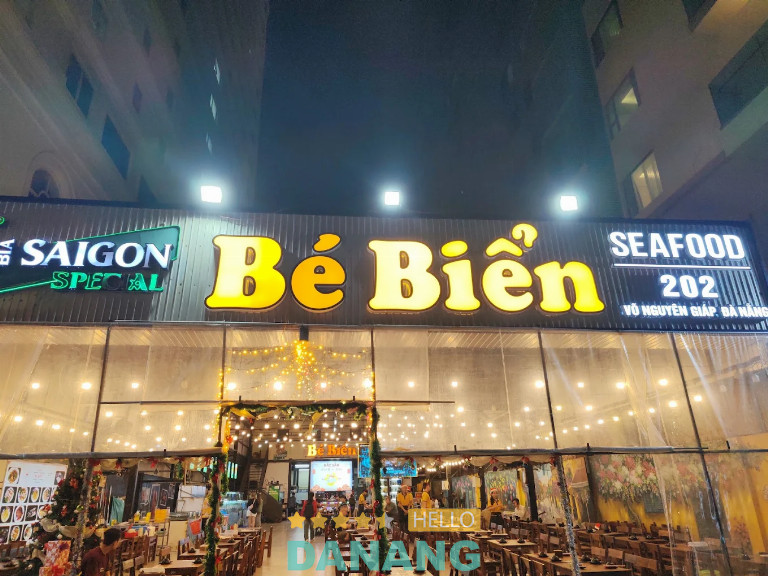 BIA
SAIGON
SPECIAL
Bé Biển
SEAFOOD
202
VÕ NGUYÊN GIÁP. ĐÀ NẴNG
Bé Biển
HELLO
DANANG